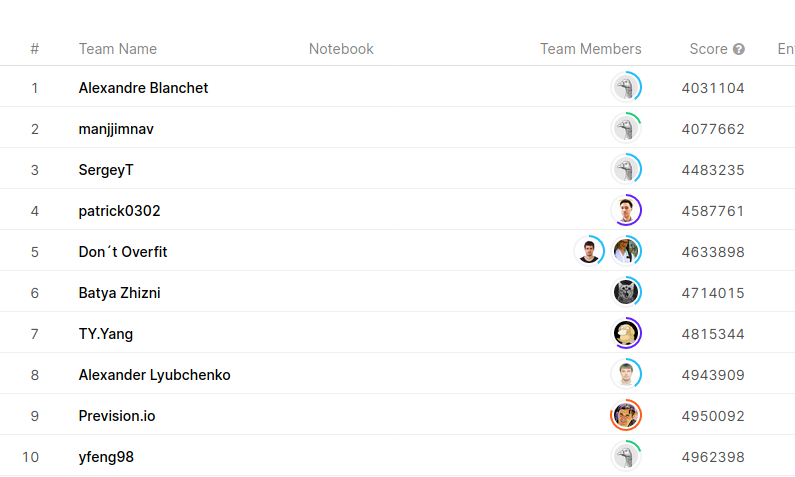 # Team Name Notebook Team Members Score ? En
1 Alexandre Blanchet 4031104
2 manjjimnav 4077662
3 SergeyT 4483235
4 patrick0302 4587761
5 Don´t Overfit 4633898
6 Batya Zhizni 4714015
7 TY.Yang 4815344
8 Alexander Lyubchenko 4943909
9 Prevision.io 4950092
10 yfeng98 4962398